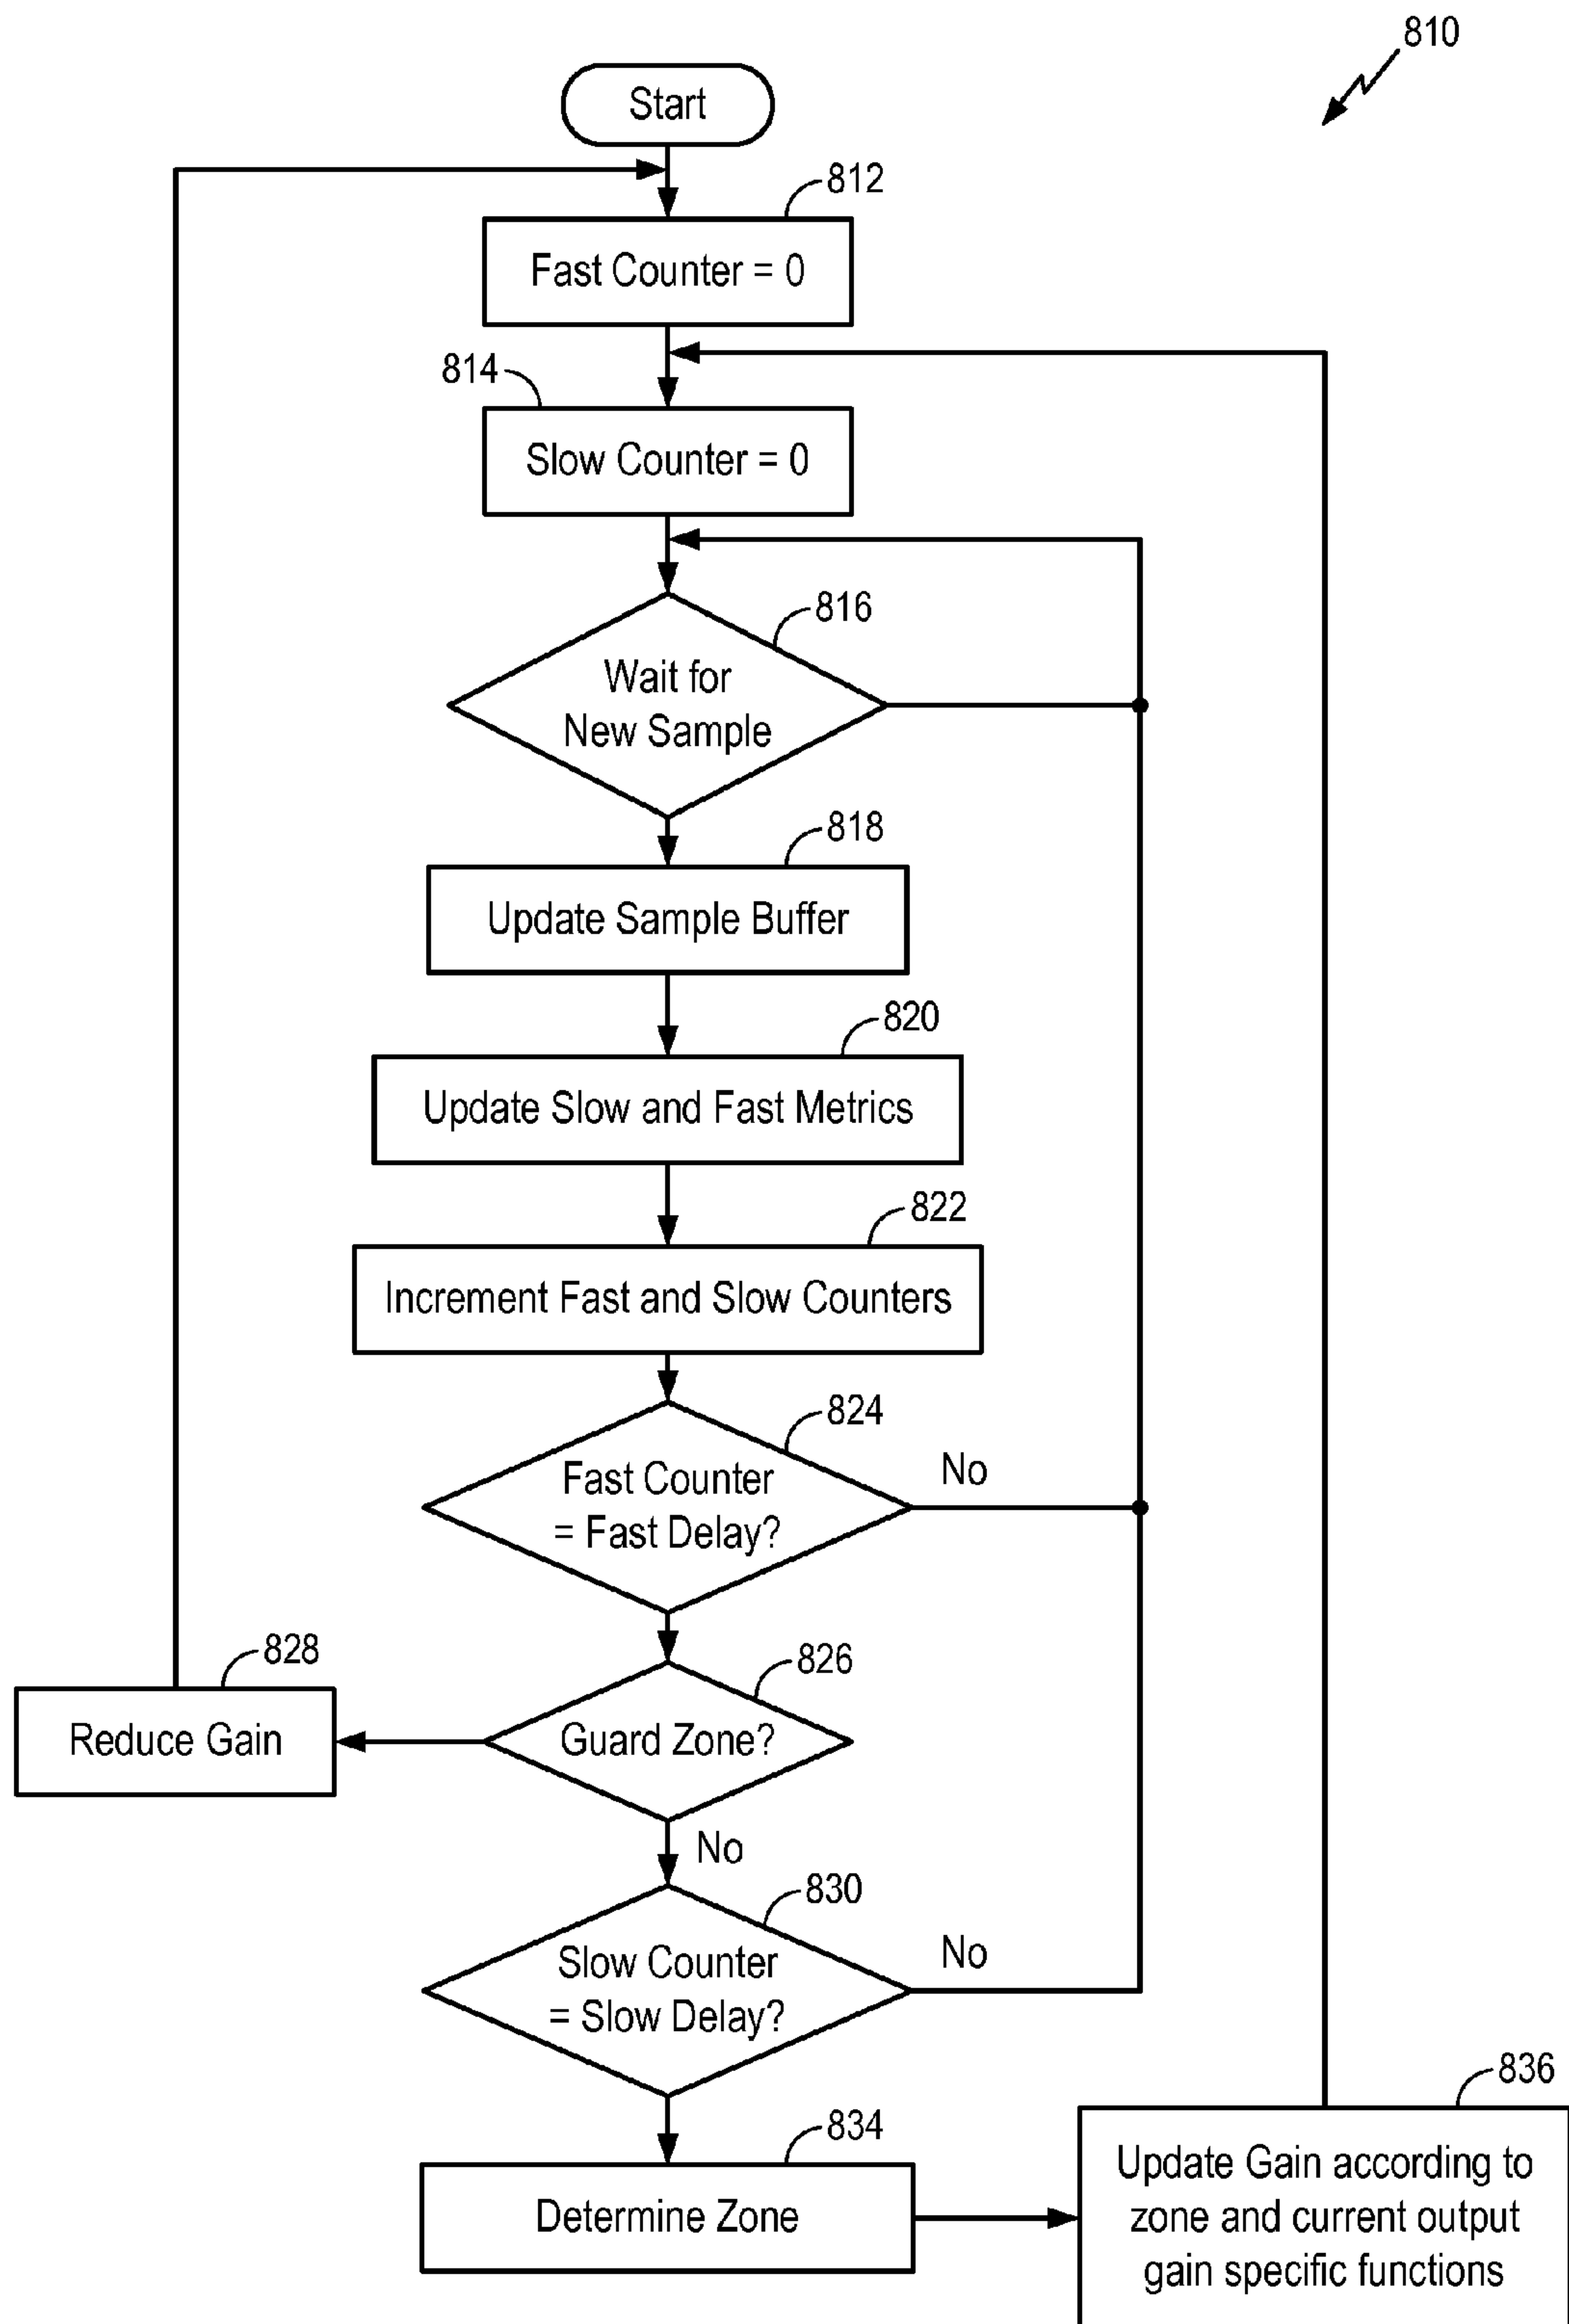 810
Start
812
Fast Counter = 0
814
Slow Counter = 0
816
Wait for
New Sample
818
Update Sample Buffer
820
Update Slow and Fast Metrics
822
Increment Fast and Slow Counters
824
Fast Counter
= Fast Delay?
No
826
Guard Zone?
828
Reduce Gain
No
830
Slow Counter
= Slow Delay?
No
834
Determine Zone
836
Update Gain according to
zone and current output
gain specific functions